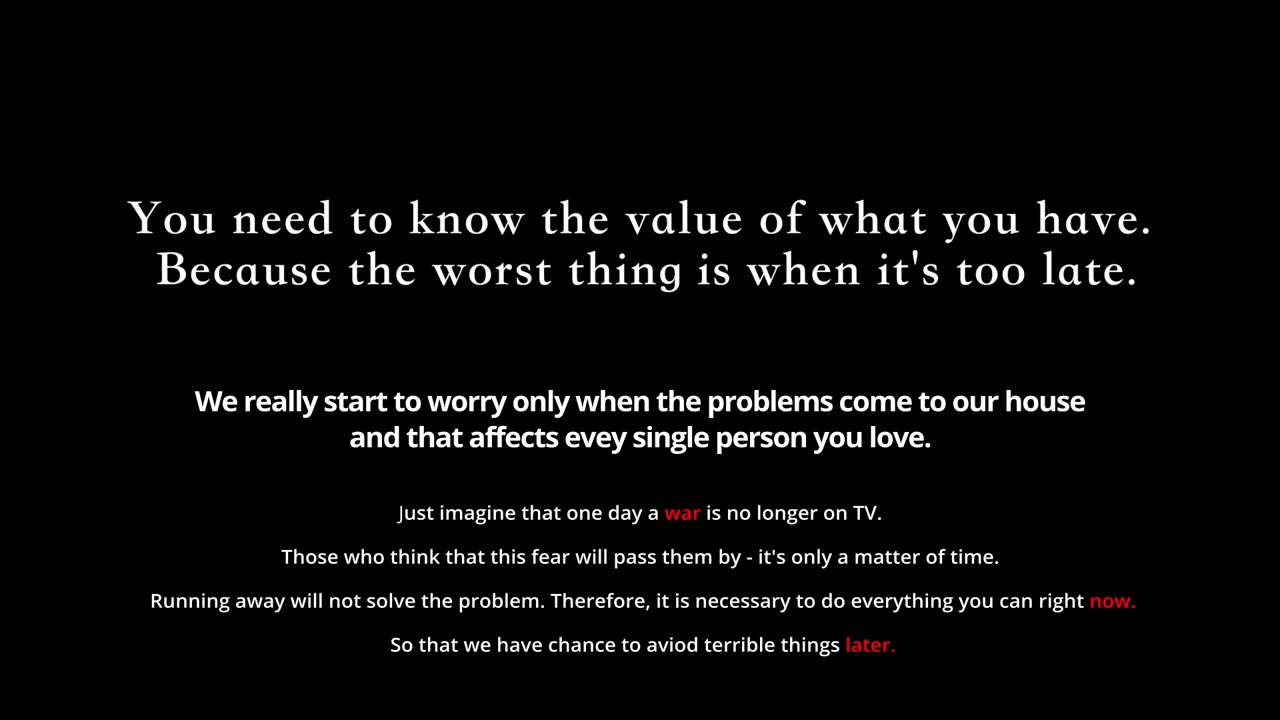 You need to know the value of what you have.
Because the worst thing is when it's too late.
We really start to worry only when the problems come to our house
and that affects evey single person you love.
Just imagine that one day a war is no longer on TV.
Those who think that this fear will pass them by - it's only a matter of time.
Running away will not solve the problem. Therefore, it is necessary to do everything you can right now.
So that we have chance to aviod terrible things later.